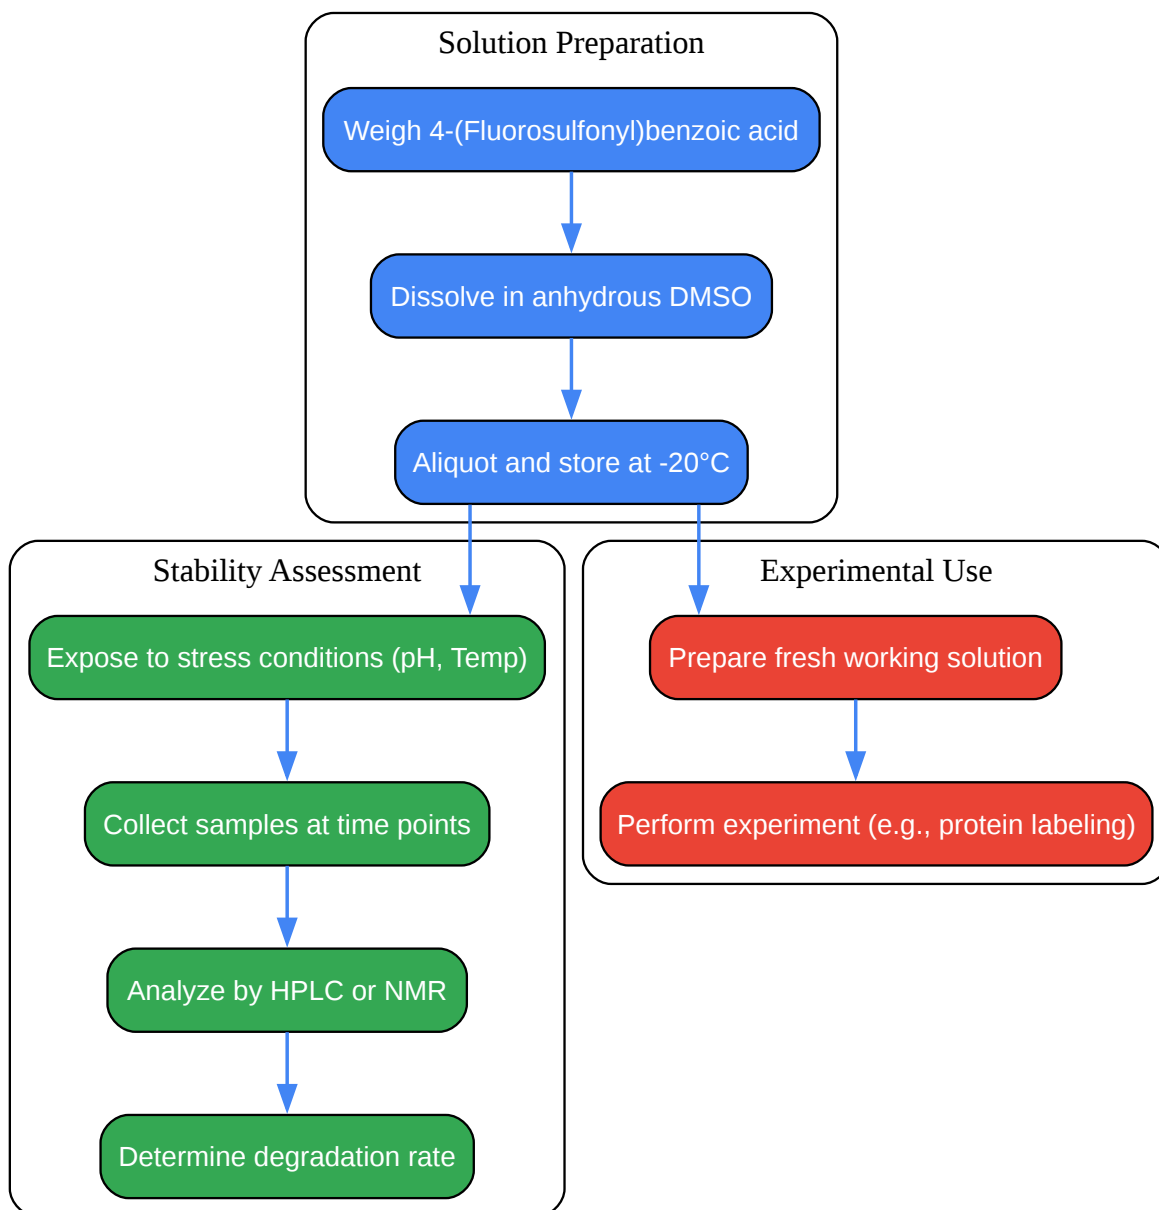 Solution Preparation
Weigh 4-(Fluorosulfonyl)benzoic acid
Dissolve in anhydrous DMSO
Aliquot and store at -20°C
Stability Assessment
Expose to stress conditions (pH, Temp)
Collect samples at time points
Analyze by HPLC or NMR
Determine degradation rate
Experimental Use
Prepare fresh working solution
Perform experiment (e.g., protein labeling)